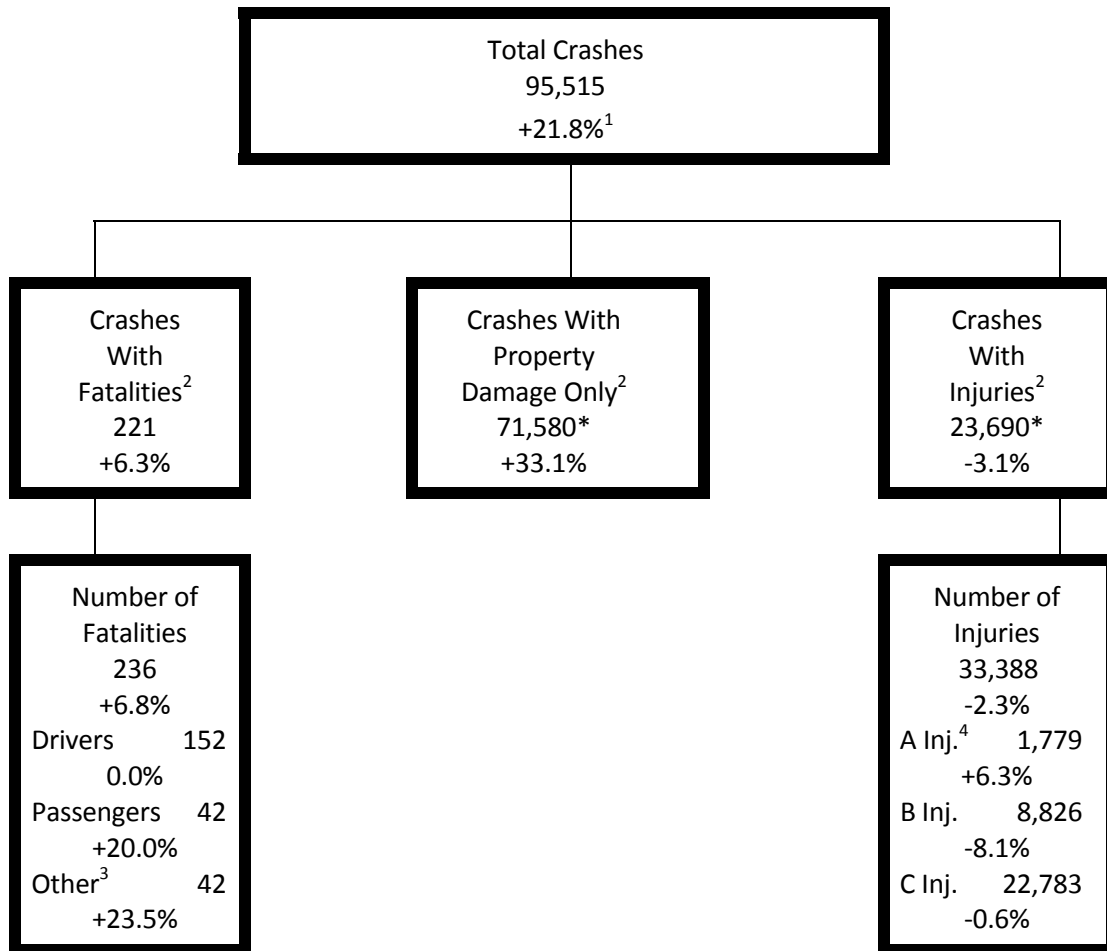 Total Crashes
95,515
+21.8%¹
Crashes
With
Fatalities²
221
+6.3%
Crashes With
Property
Damage Only²
71,580*
+33.1%
Crashes
With
Injuries²
23,690*
-3.1%
Number of
Fatalities
236
+6.8%
Drivers 152
0.0%
Passengers 42
+20.0%
Other³ 42
+23.5%
Number of
Injuries
33,388
-2.3%
A Inj.⁴ 1,779
+6.3%
B Inj. 8,826
-8.1%
C Inj. 22,783
-0.6%